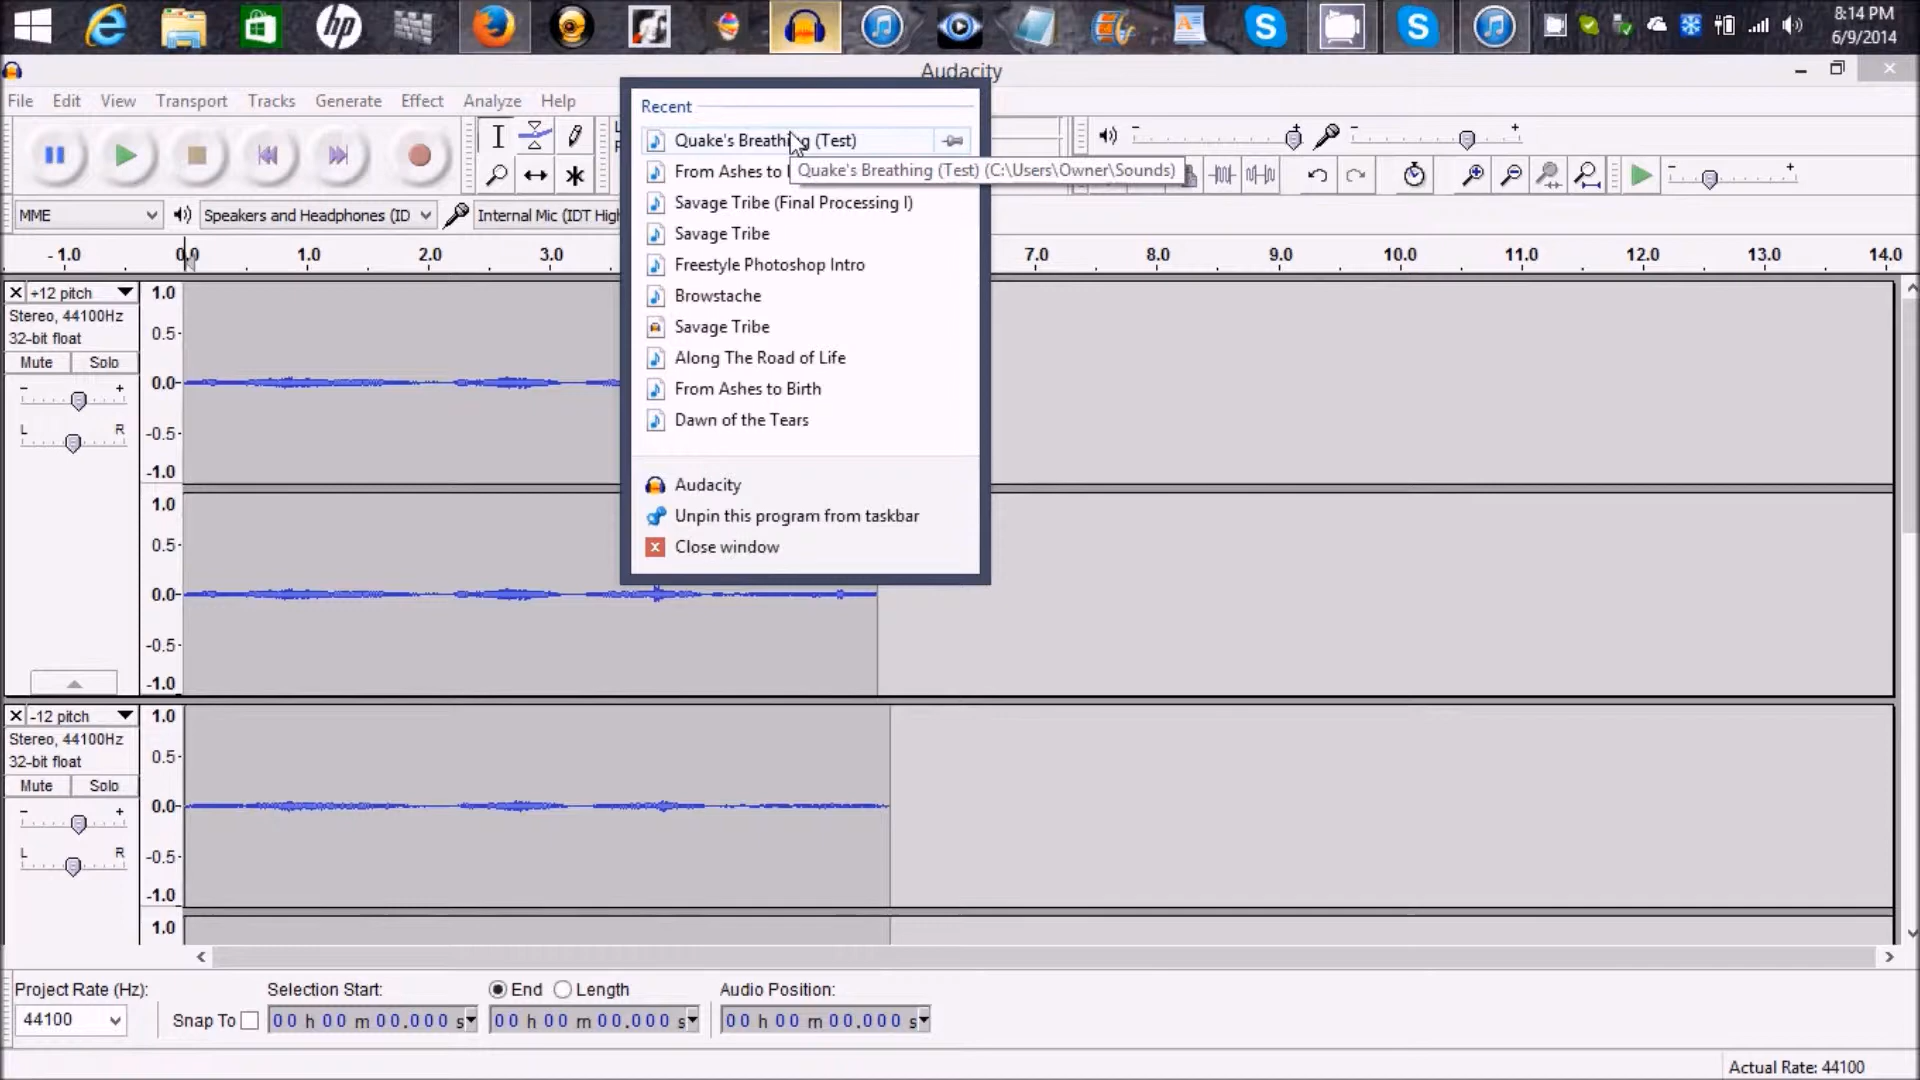 8:14 PM
6/9/2014
Audacity
File Edit View Transport Tracks Generate Effect Analyze Help
Recent
Quake's Breathing (Test)
From Ashes to
Quake's Breathing (Test) (C:\Users\Owner\Sounds)
Savage Tribe (Final Processing I)
Savage Tribe
Freestyle Photoshop Intro
Browstache
Savage Tribe
Along The Road of Life
From Ashes to Birth
Dawn of the Tears
Audacity
Unpin this program from taskbar
Close window
MME
Speakers and Headphones (ID
Internal Mic (IDT High
- 1.0 0.0 1.0 2.0 3.0 7.0 8.0 9.0 10.0 11.0 12.0 13.0 14.0
+12 pitch
Stereo, 44100Hz
32-bit float
Mute Solo
- +
L R
1.0
0.5
0.0
-0.5
-1.0
1.0
0.5
0.0
-0.5
-1.0
-12 pitch
Stereo, 44100Hz
32-bit float
Mute Solo
- +
L R
1.0
0.5
0.0
-0.5
-1.0
1.0
Project Rate (Hz):
44100
Snap To
Selection Start:
00 h 00 m 00.000 s
End Length
00 h 00 m 00.000 s
Audio Position:
00 h 00 m 00.000 s
Actual Rate: 44100